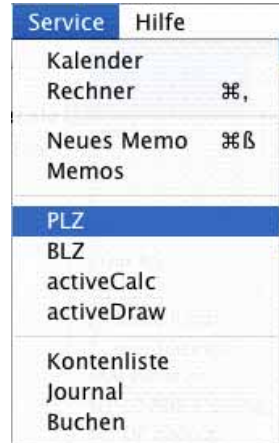 Service Hilfe
Kalender
Rechner ⌘,
Neues Memo ⌘ß
Memos
PLZ
BLZ
activeCalc
activeDraw
Kontenliste
Journal
Buchen